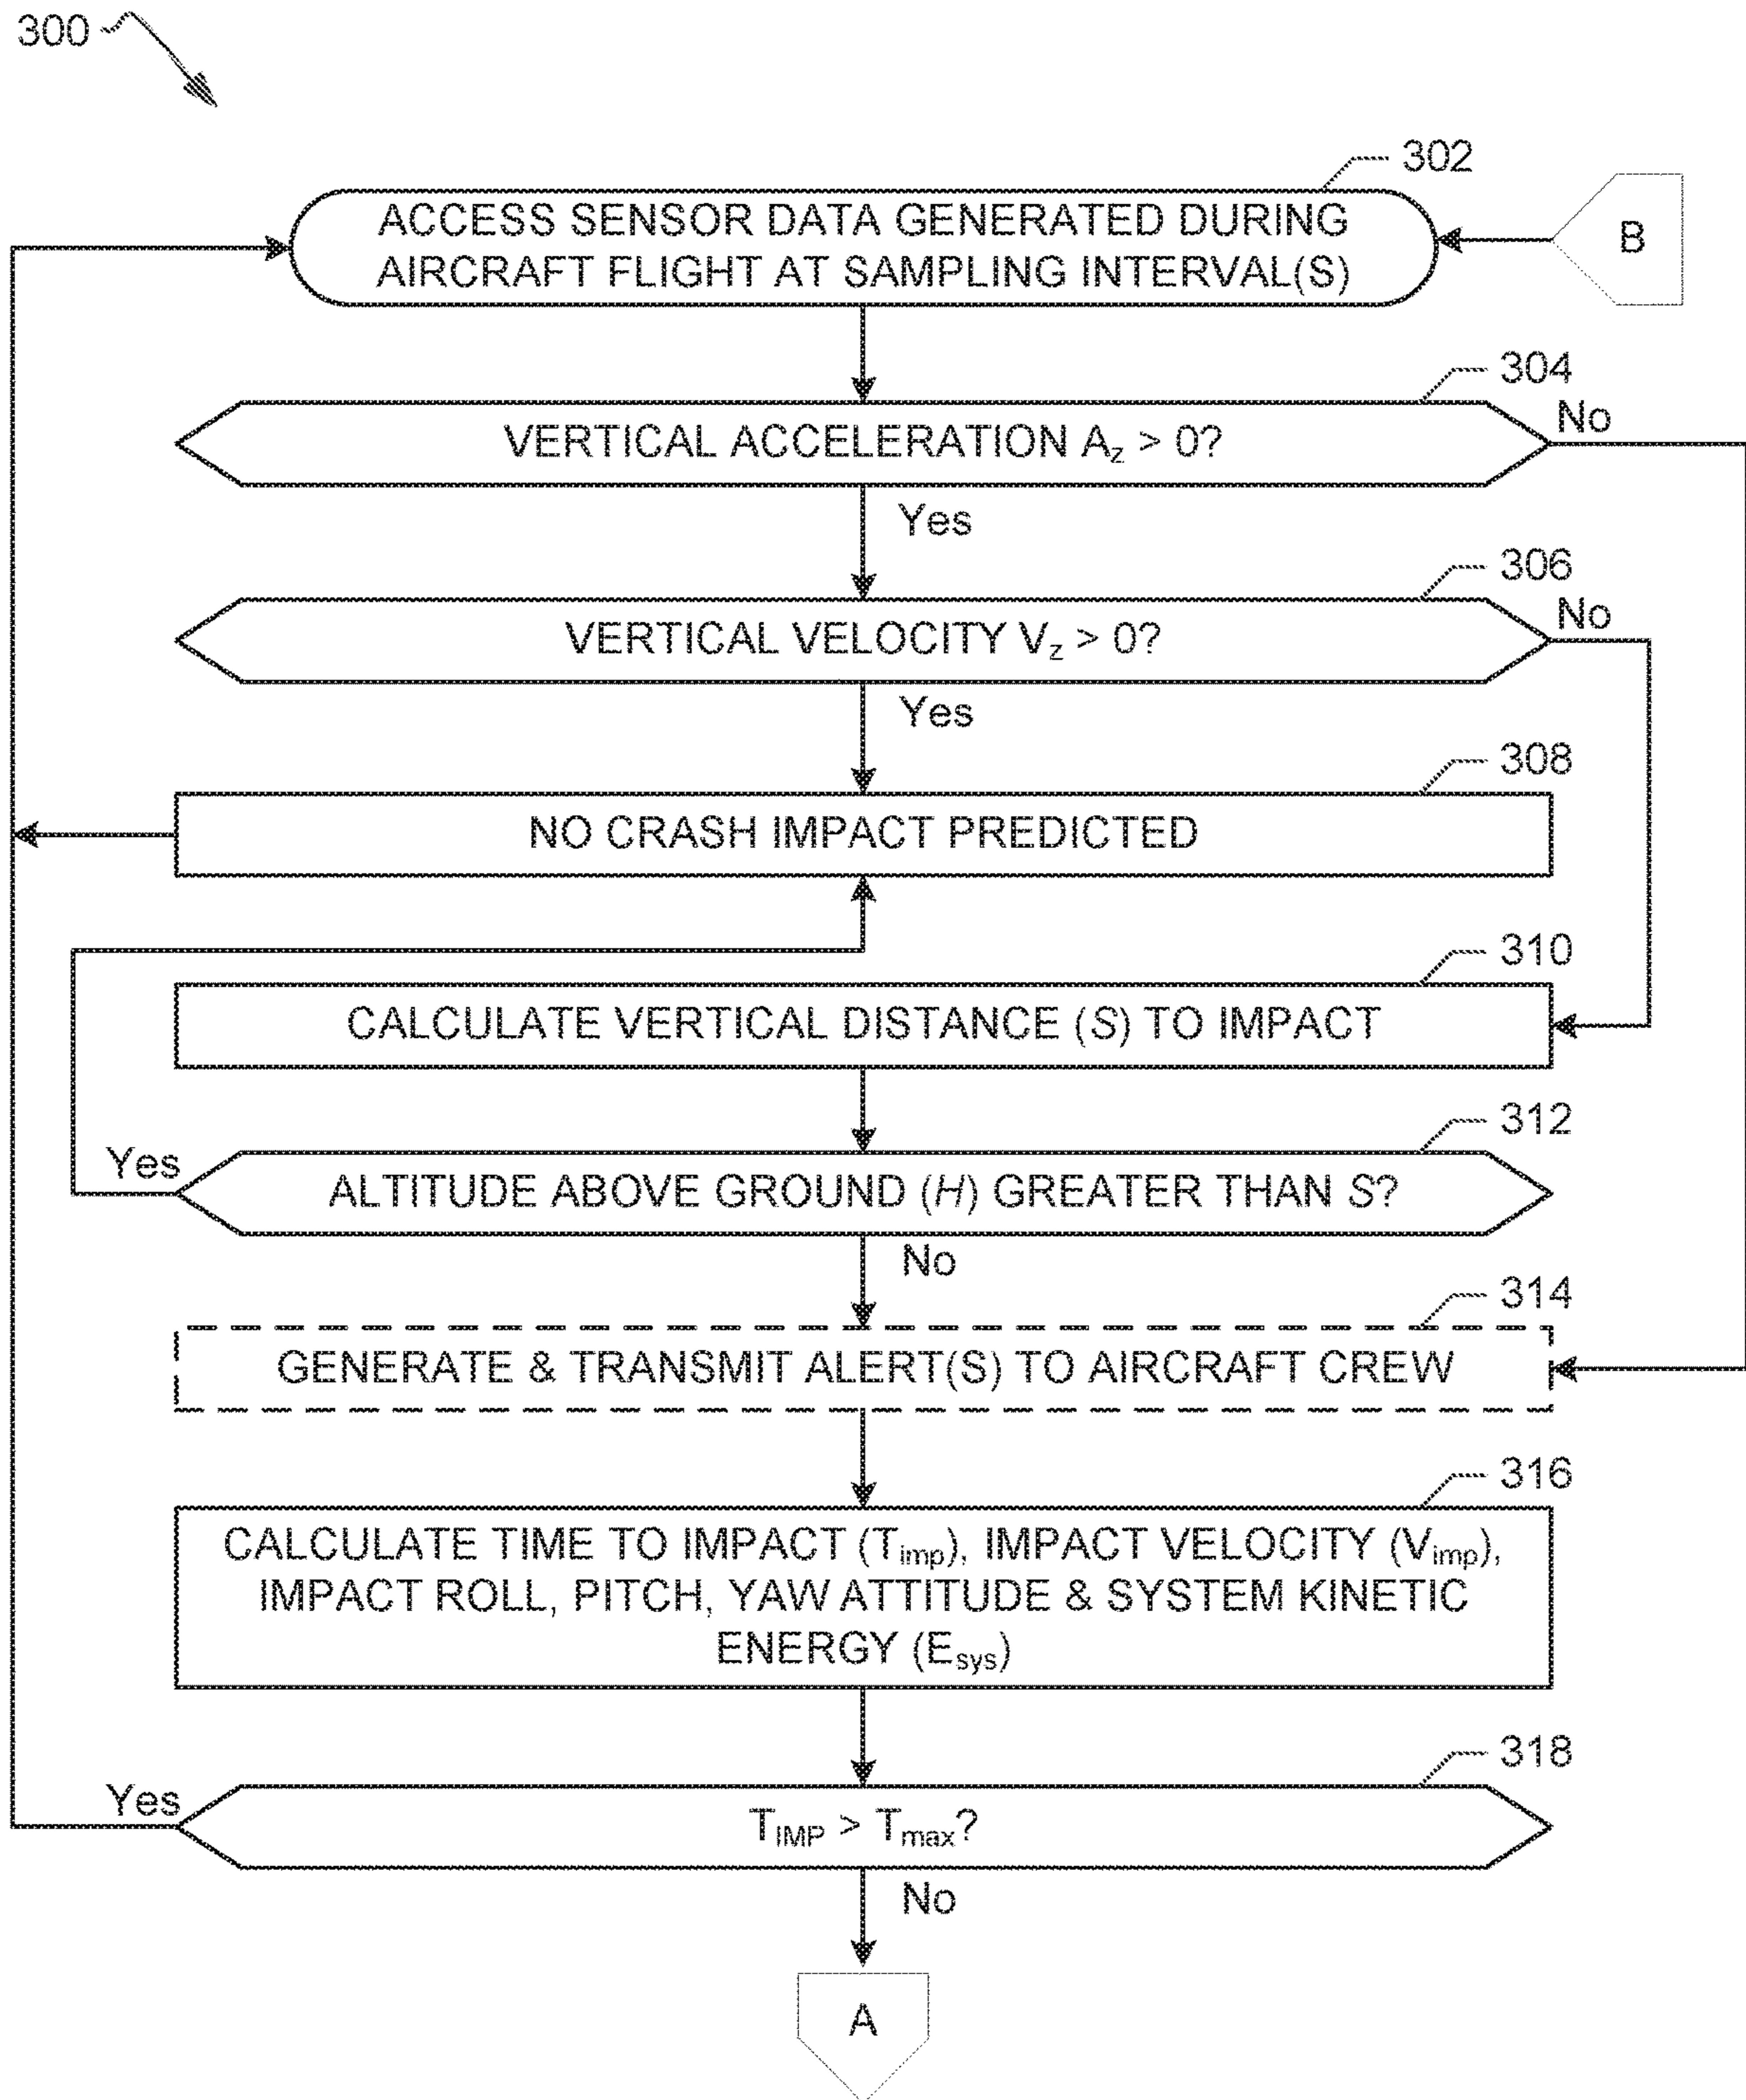 300
302
ACCESS SENSOR DATA GENERATED DURING
AIRCRAFT FLIGHT AT SAMPLING INTERVAL(S)
B
304
VERTICAL ACCELERATION Az > 0?
No
Yes
306
VERTICAL VELOCITY Vz > 0?
No
Yes
308
NO CRASH IMPACT PREDICTED
310
CALCULATE VERTICAL DISTANCE (S) TO IMPACT
312
Yes
ALTITUDE ABOVE GROUND (H) GREATER THAN S?
No
314
GENERATE & TRANSMIT ALERT(S) TO AIRCRAFT CREW
316
CALCULATE TIME TO IMPACT (Timp), IMPACT VELOCITY (Vimp),
IMPACT ROLL, PITCH, YAW ATTITUDE & SYSTEM KINETIC
ENERGY (Esys)
318
Yes
TIMP > Tmax?
No
A